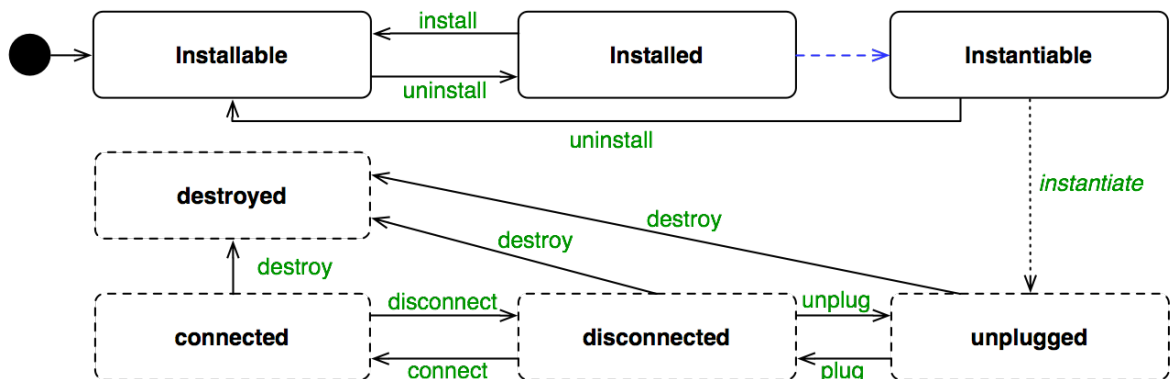 install
Installable
Installed
Instantiable
uninstall
uninstall
destroyed
instantiate
destroy
destroy
destroy
disconnect
unplug
connected
disconnected
unplugged
connect
plug